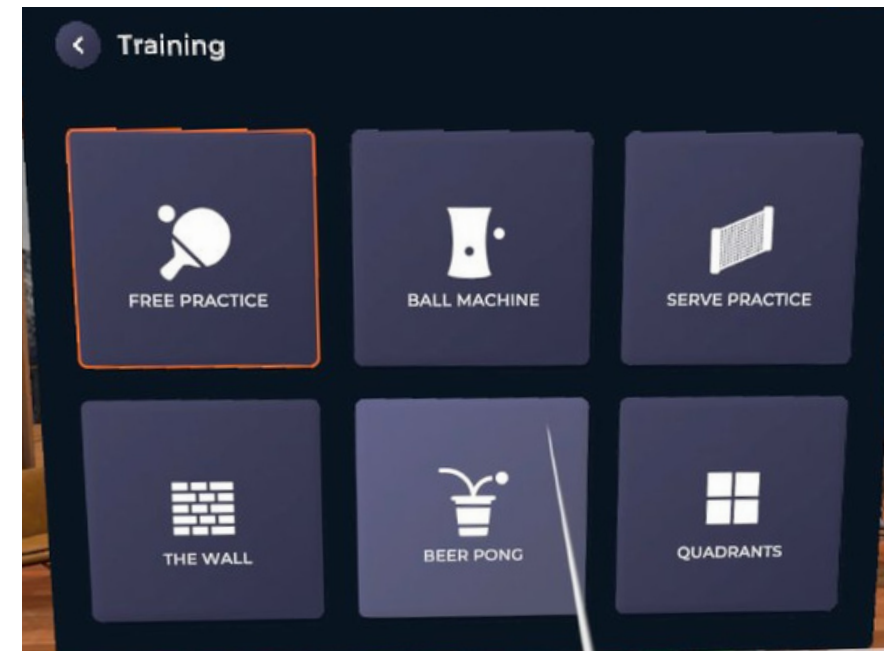 Training
FREE PRACTICE
BALL MACHINE
SERVE PRACTICE
THE WALL
BEER PONG
QUADRANTS